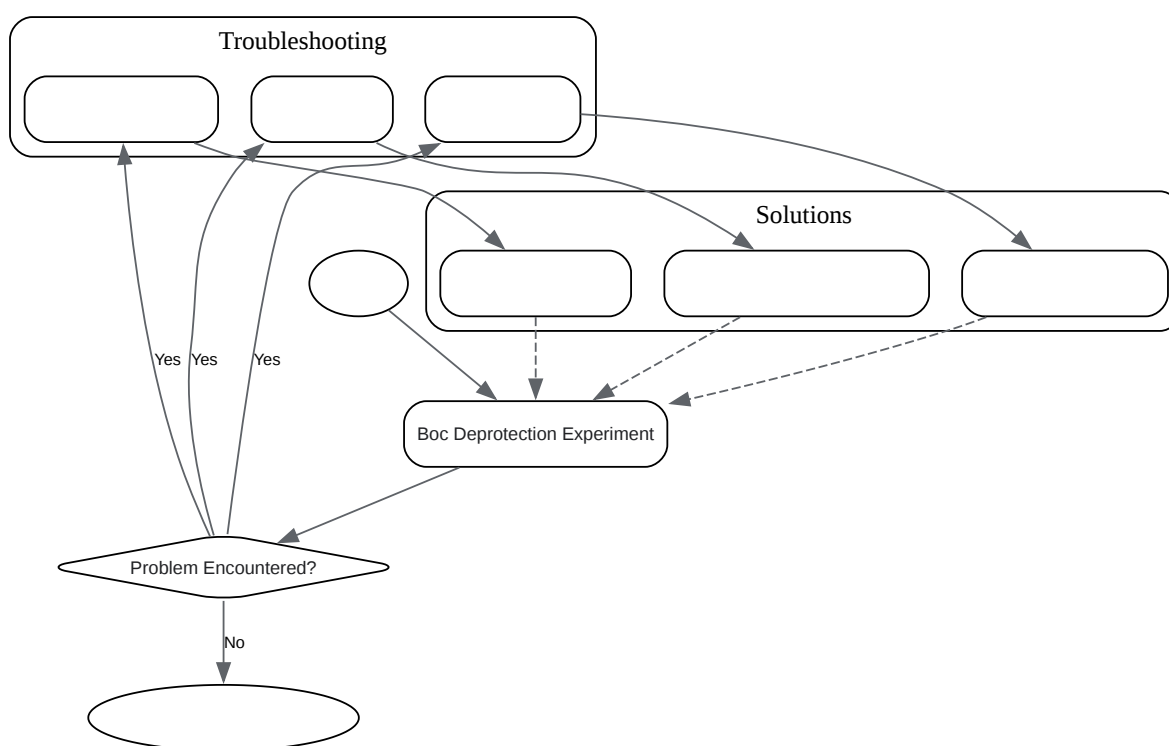 Troubleshooting
Solutions
Yes
Yes
Yes
Boc Deprotection Experiment
Problem Encountered?
No